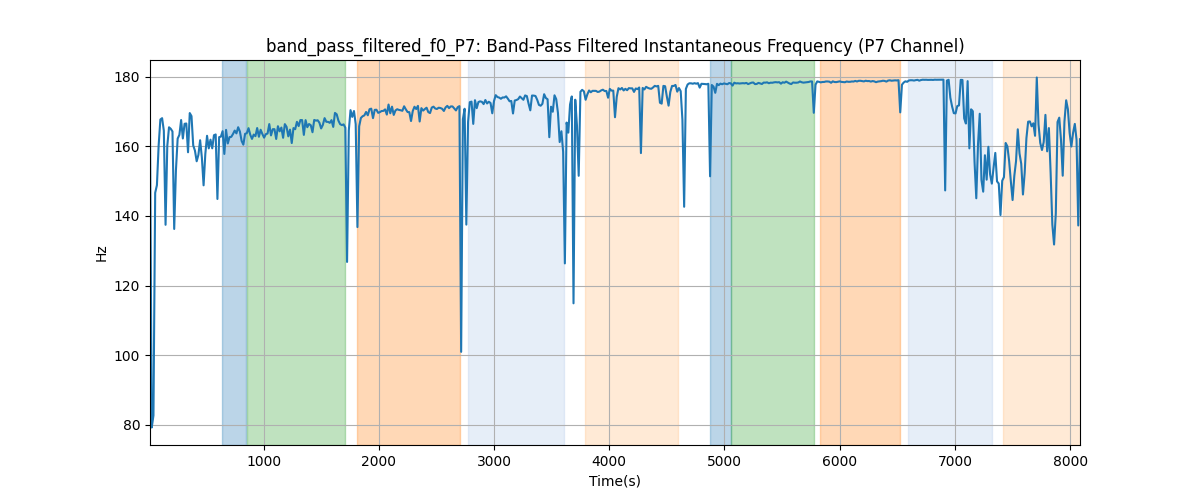 band_pass_filtered_f0_P7: Band-Pass Filtered Instantaneous Frequency (P7 Channel)
180
160
140
120
100
80
Hz
1000 2000 3000 4000 5000 6000 7000 8000
Time(s)